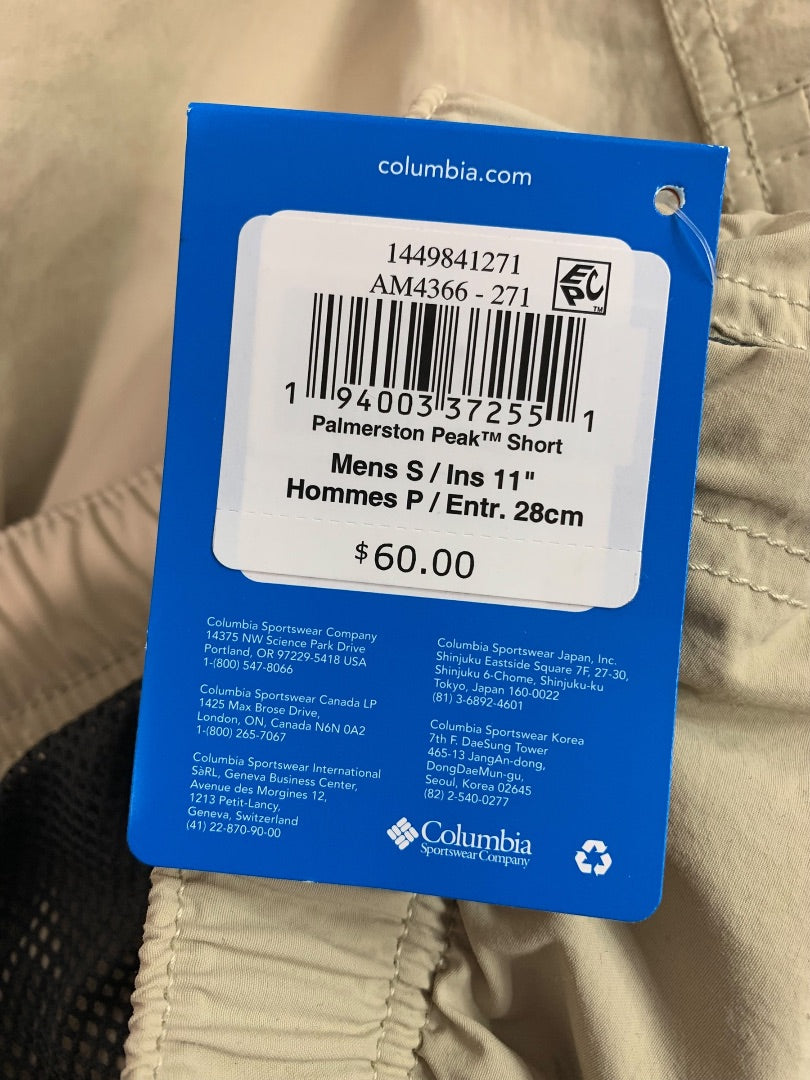 columbia.com
1449841271
AM4366 - 271
EPC
TM
1 94003 37255 1
Palmerston Peak™ Short
Mens S / Ins 11"
Hommes P / Entr. 28cm
$60.00
Columbia Sportswear Company
14375 NW Science Park Drive
Portland, OR 97229-5418 USA
1-(800) 547-8066
Columbia Sportswear Canada LP
1425 Max Brose Drive,
London, ON, Canada N6N 0A2
1-(800) 265-7067
Columbia Sportswear International
SàRL, Geneva Business Center,
Avenue des Morgines 12,
1213 Petit-Lancy,
Geneva, Switzerland
(41) 22-870-90-00
Columbia Sportswear Japan, Inc.
Shinjuku Eastside Square 7F, 27-30,
Shinjuku 6-Chome, Shinjuku-ku
Tokyo, Japan 160-0022
(81) 3-6892-4601
Columbia Sportswear Korea
7th F. DaeSung Tower
465-13 JangAn-dong,
DongDaeMun-gu,
Seoul, Korea 02645
(82) 2-540-0277
Columbia
Sportswear Company